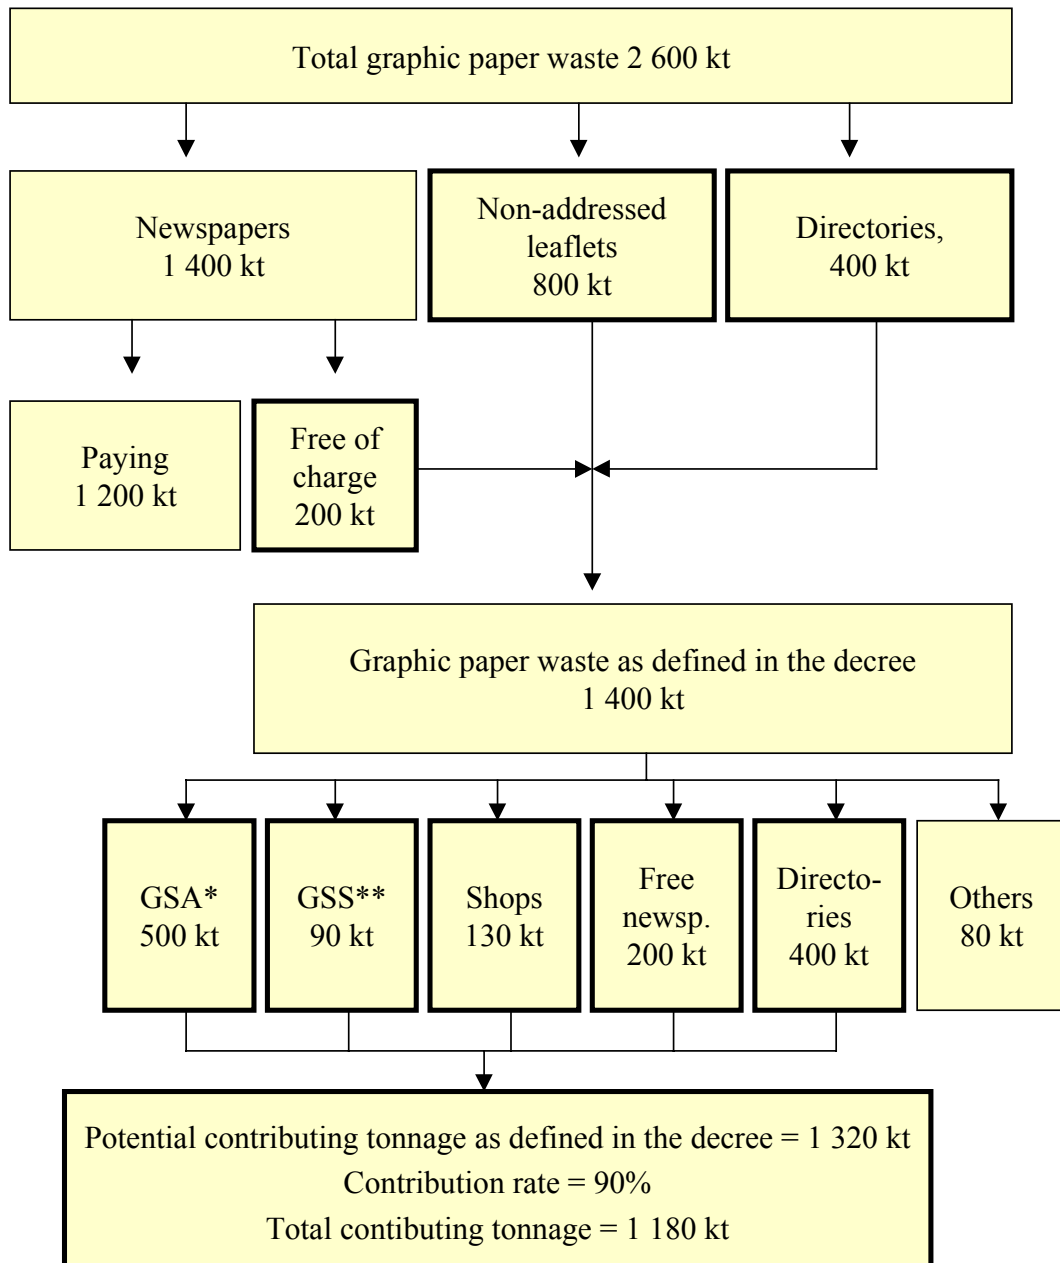 Total graphic paper waste 2 600 kt
Newspapers
1 400 kt
Non-addressed
leaflets
800 kt
Directories,
400 kt
Paying
1 200 kt
Free of
charge
200 kt
Graphic paper waste as defined in the decree
1 400 kt
GSA*
500 kt
GSS**
90 kt
Shops
130 kt
Free
newsp.
200 kt
Directo-
ries
400 kt
Others
80 kt
Potential contributing tonnage as defined in the decree = 1 320 kt
Contribution rate = 90%
Total contibuting tonnage = 1 180 kt